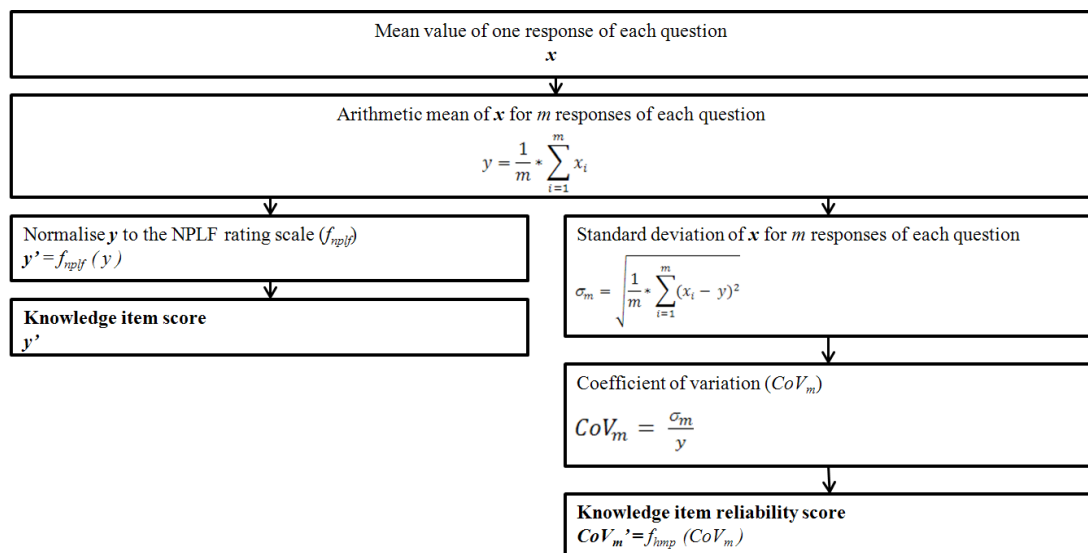 Mean value of one response of each question
x
Arithmetic mean of x for m responses of each question
y = 1/m * ∑_{i=1}^{m} x_i
Normalise y to the NPLF rating scale (f_nplf)
y’ = f_nplf (y)
Knowledge item score
y’
Standard deviation of x for m responses of each question
σ_m = √(1/m * ∑_{i=1}^{m} (x_i − y)^2)
Coefficient of variation (CoV_m)
CoV_m = σ_m/y
Knowledge item reliability score
CoV_m’ = f_hmp (CoV_m)